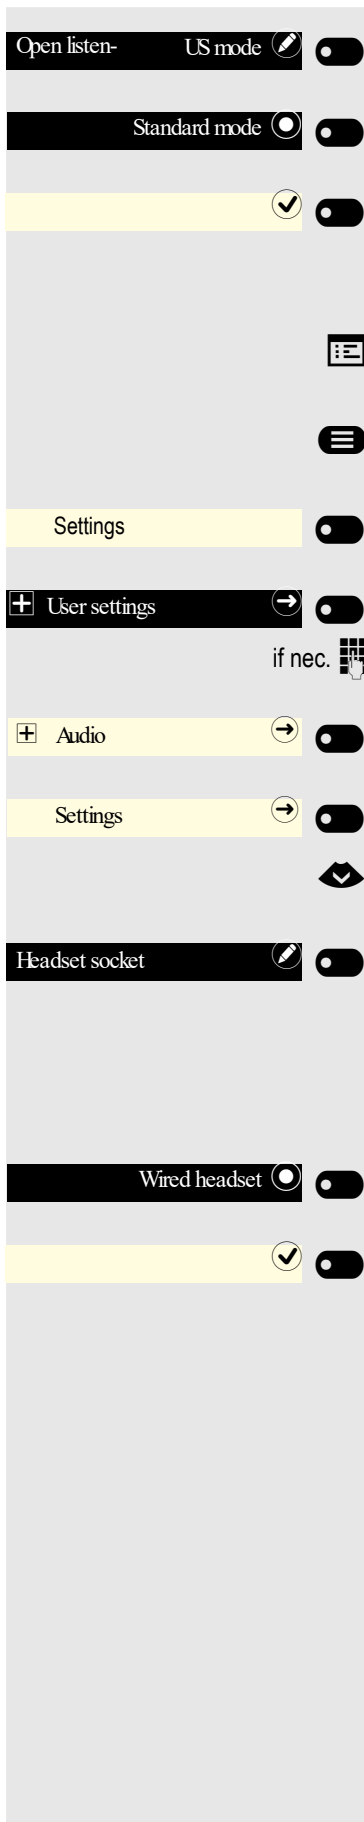 Open listen- US mode
Standard mode
Settings
User settings
if nec.
Audio
Settings
Headset socket
Wired headset